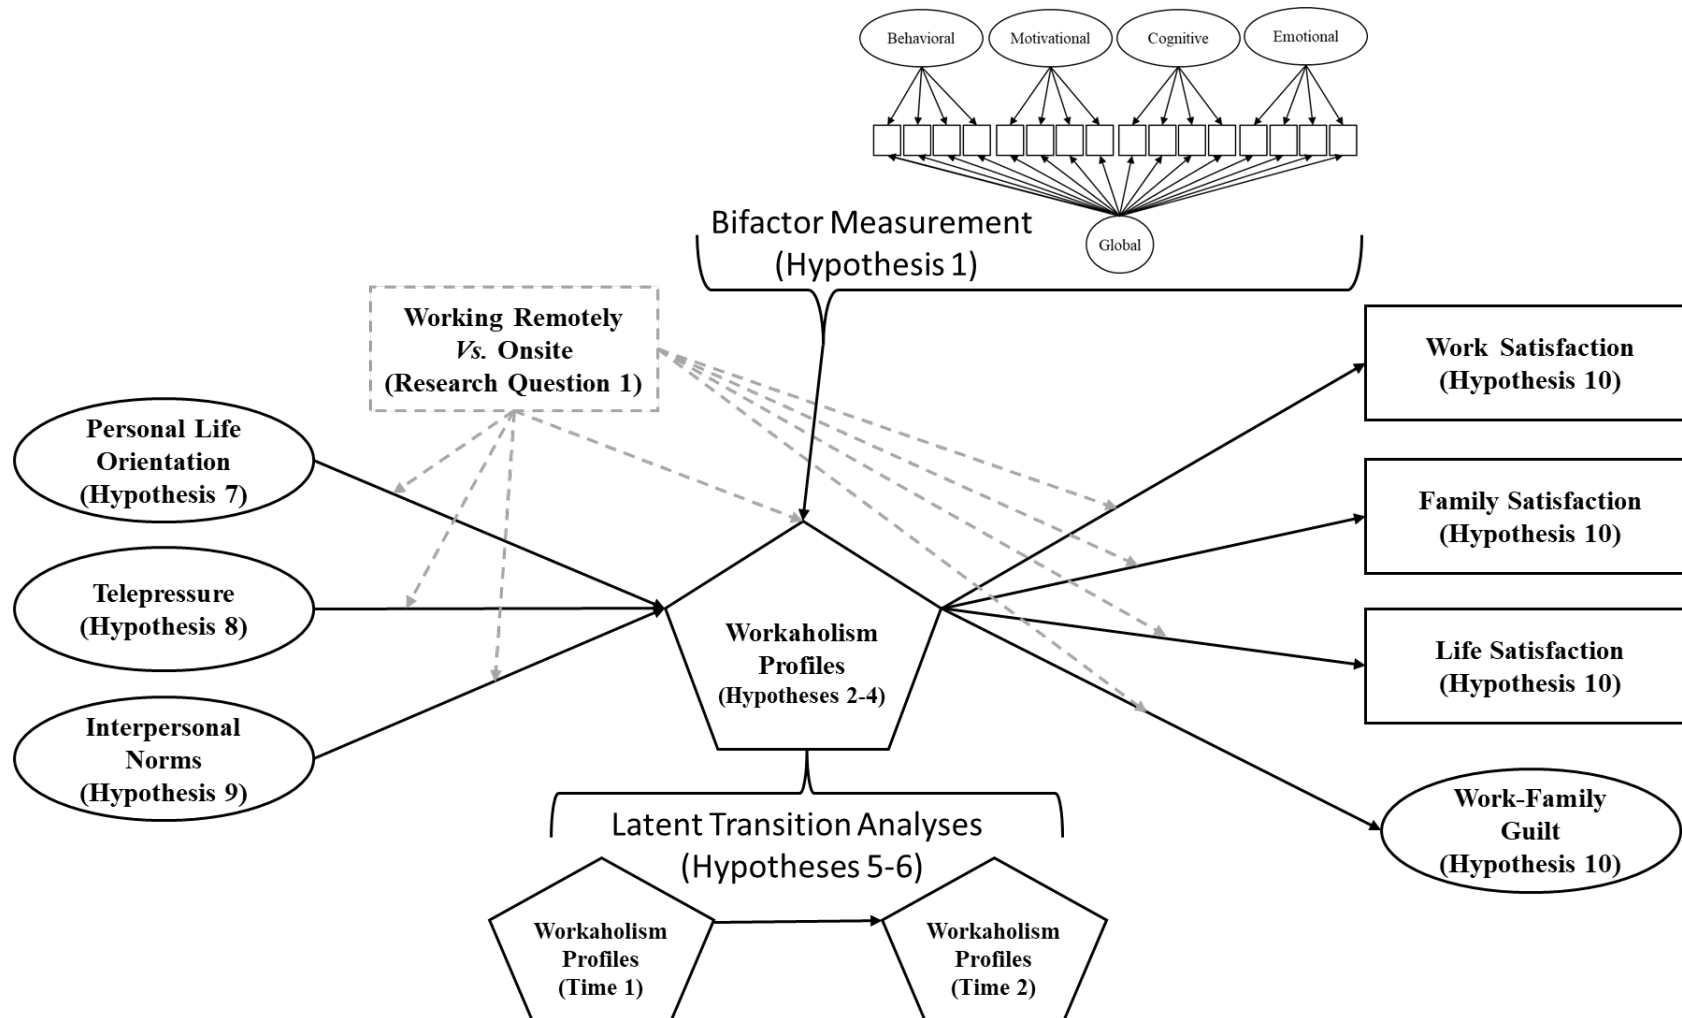 Behavioral
Motivational
Cognitive
Emotional
Global
Bifactor Measurement
(Hypothesis 1)
Working Remotely
Vs. Onsite
(Research Question 1)
Personal Life
Orientation
(Hypothesis 7)
Telepressure
(Hypothesis 8)
Interpersonal
Norms
(Hypothesis 9)
Workaholism
Profiles
(Hypotheses 2-4)
Work Satisfaction
(Hypothesis 10)
Family Satisfaction
(Hypothesis 10)
Life Satisfaction
(Hypothesis 10)
Work-Family
Guilt
(Hypothesis 10)
Latent Transition Analyses
(Hypotheses 5-6)
Workaholism
Profiles
(Time 1)
Workaholism
Profiles
(Time 2)